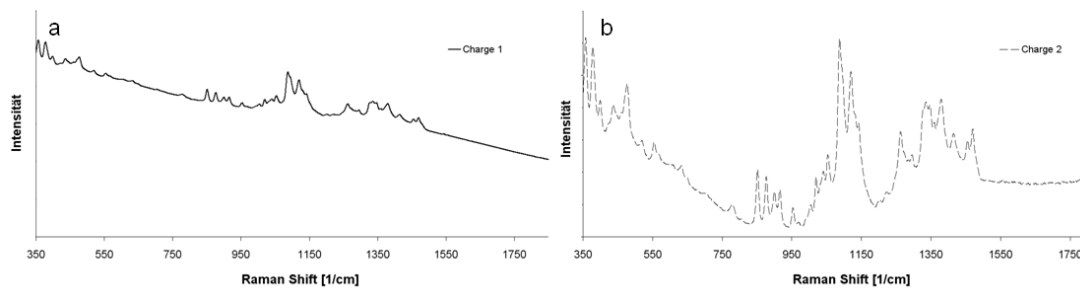 a
Charge 1
Intensität
350 550 750 950 1150 1350 1550 1750
Raman Shift [1/cm]
b
Charge 2
Intensität
350 550 750 950 1150 1350 1550 1750
Raman Shift [1/cm]